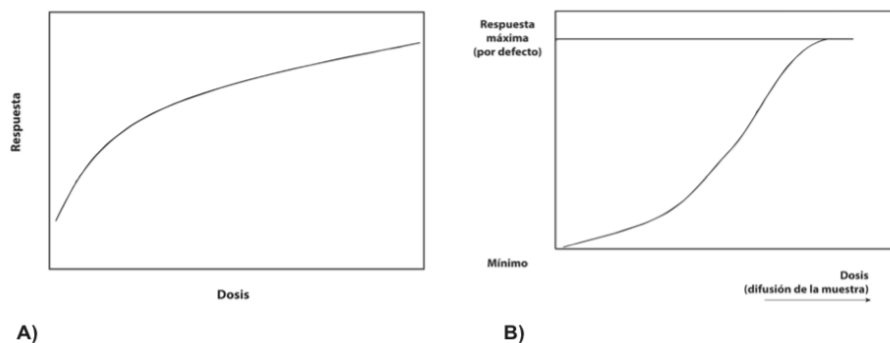 Respuesta
Dosis
A)
Respuesta
máxima
(por defecto)
Mínimo
Dosis
(difusión de la muestra)
B)